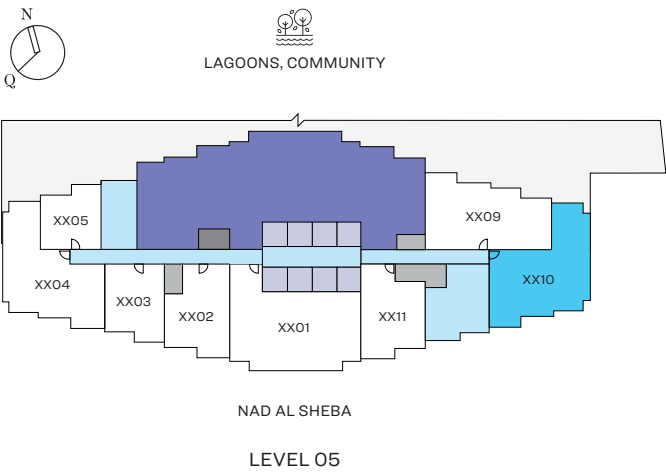 N
Q
LAGOONS, COMMUNITY
XX05
XX09
XX04
XX10
XX03
XX02
XX01
XX11
NAD AL SHEBA
LEVEL 05